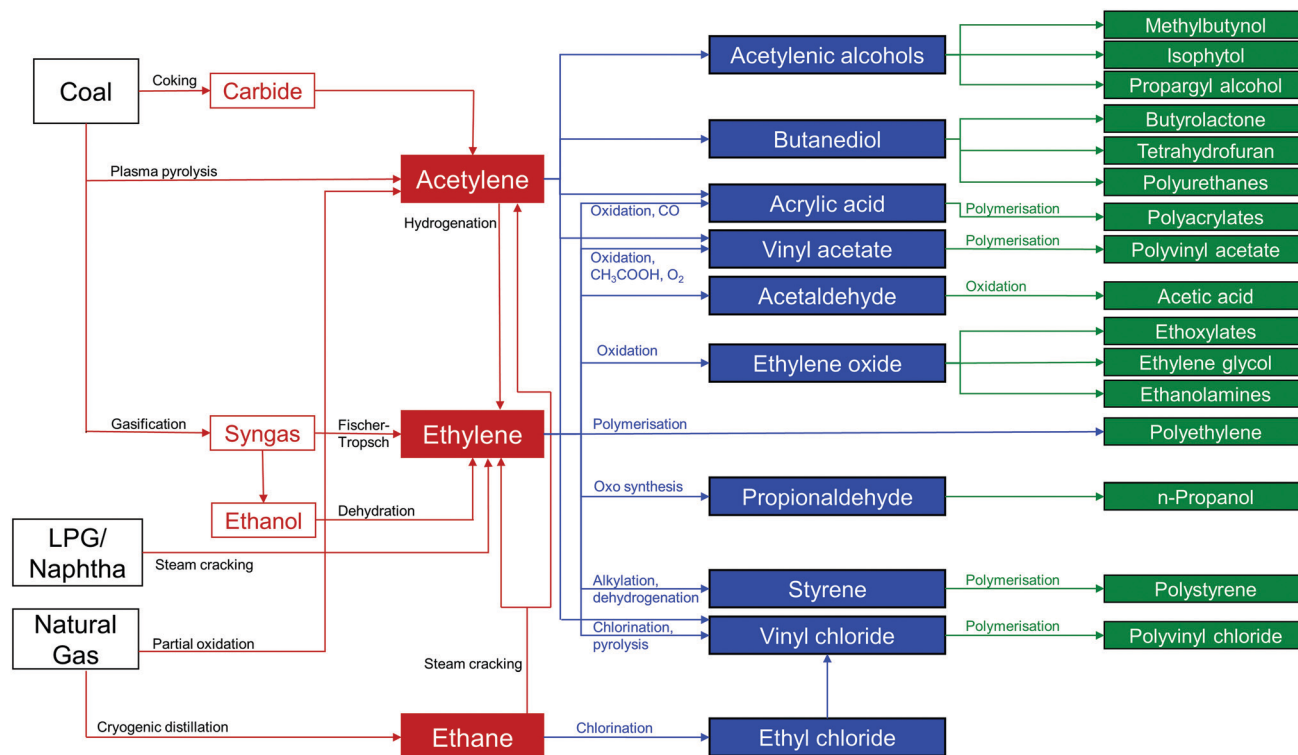 Methylbutynol
Acetylenic alcohols
Isophytol
Coking
Coal
Carbide
Propargyl alcohol
Butyrolactone
Butanediol
Tetrahydrofuran
Plasma pyrolysis
Acetylene
Polyurethanes
Hydrogenation
Oxidation, CO
Acrylic acid
Polymerisation
Polyacrylates
Oxidation,
CH₃COOH, O₂
Vinyl acetate
Polymerisation
Polyvinyl acetate
Acetaldehyde
Oxidation
Acetic acid
Ethoxylates
Oxidation
Ethylene oxide
Ethylene glycol
Ethanolamines
Gasification
Syngas
Fischer-
Tropsch
Ethylene
Polymerisation
Polyethylene
Ethanol
Dehydration
Oxo synthesis
Propionaldehyde
n-Propanol
LPG/
Naphtha
Steam cracking
Alkylation,
dehydrogenation
Styrene
Polymerisation
Polystyrene
Natural
Gas
Partial oxidation
Chlorination,
pyrolysis
Vinyl chloride
Polymerisation
Polyvinyl chloride
Steam cracking
Cryogenic distillation
Ethane
Chlorination
Ethyl chloride